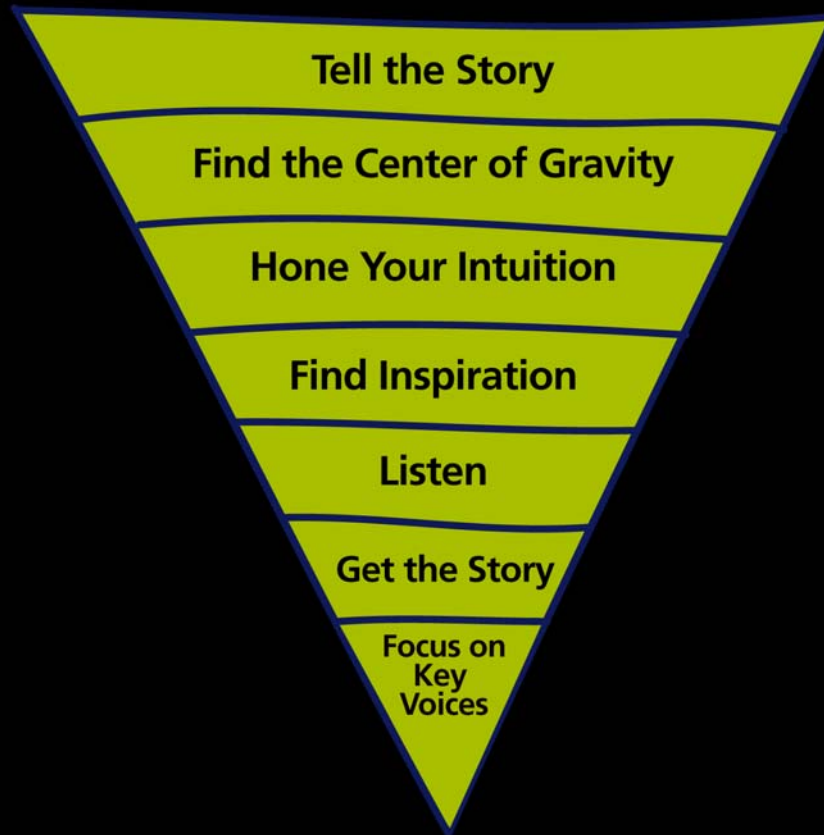 Tell the Story
Find the Center of Gravity
Hone Your Intuition
Find Inspiration
Listen
Get the Story
Focus on
Key
Voices